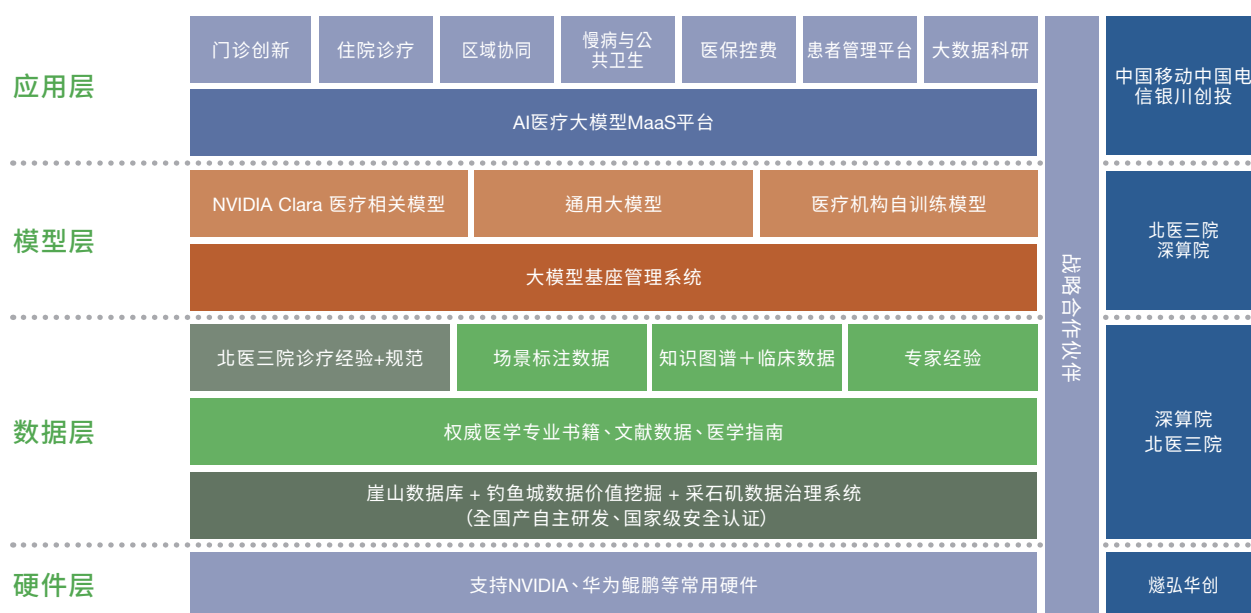 应用层
门诊创新
住院诊疗
区域协同
慢病与公
共卫生
医保控费
患者管理平台
大数据科研
AI医疗大模型MaaS平台
中国移动中国电
信银川创投
模型层
NVIDIA Clara 医疗相关模型
通用大模型
医疗机构自训练模型
大模型基座管理系统
北医三院
深算院
战略合作伙伴
数据层
北医三院诊疗经验+规范
场景标注数据
知识图谱+临床数据
专家经验
权威医学专业书籍、文献数据、医学指南
崖山数据库 + 钓鱼城数据价值挖掘 + 采石矶数据治理系统
(全国产自主研发、国家级安全认证)
深算院
北医三院
硬件层
支持NVIDIA、华为鲲鹏等常用硬件
燧弘华创